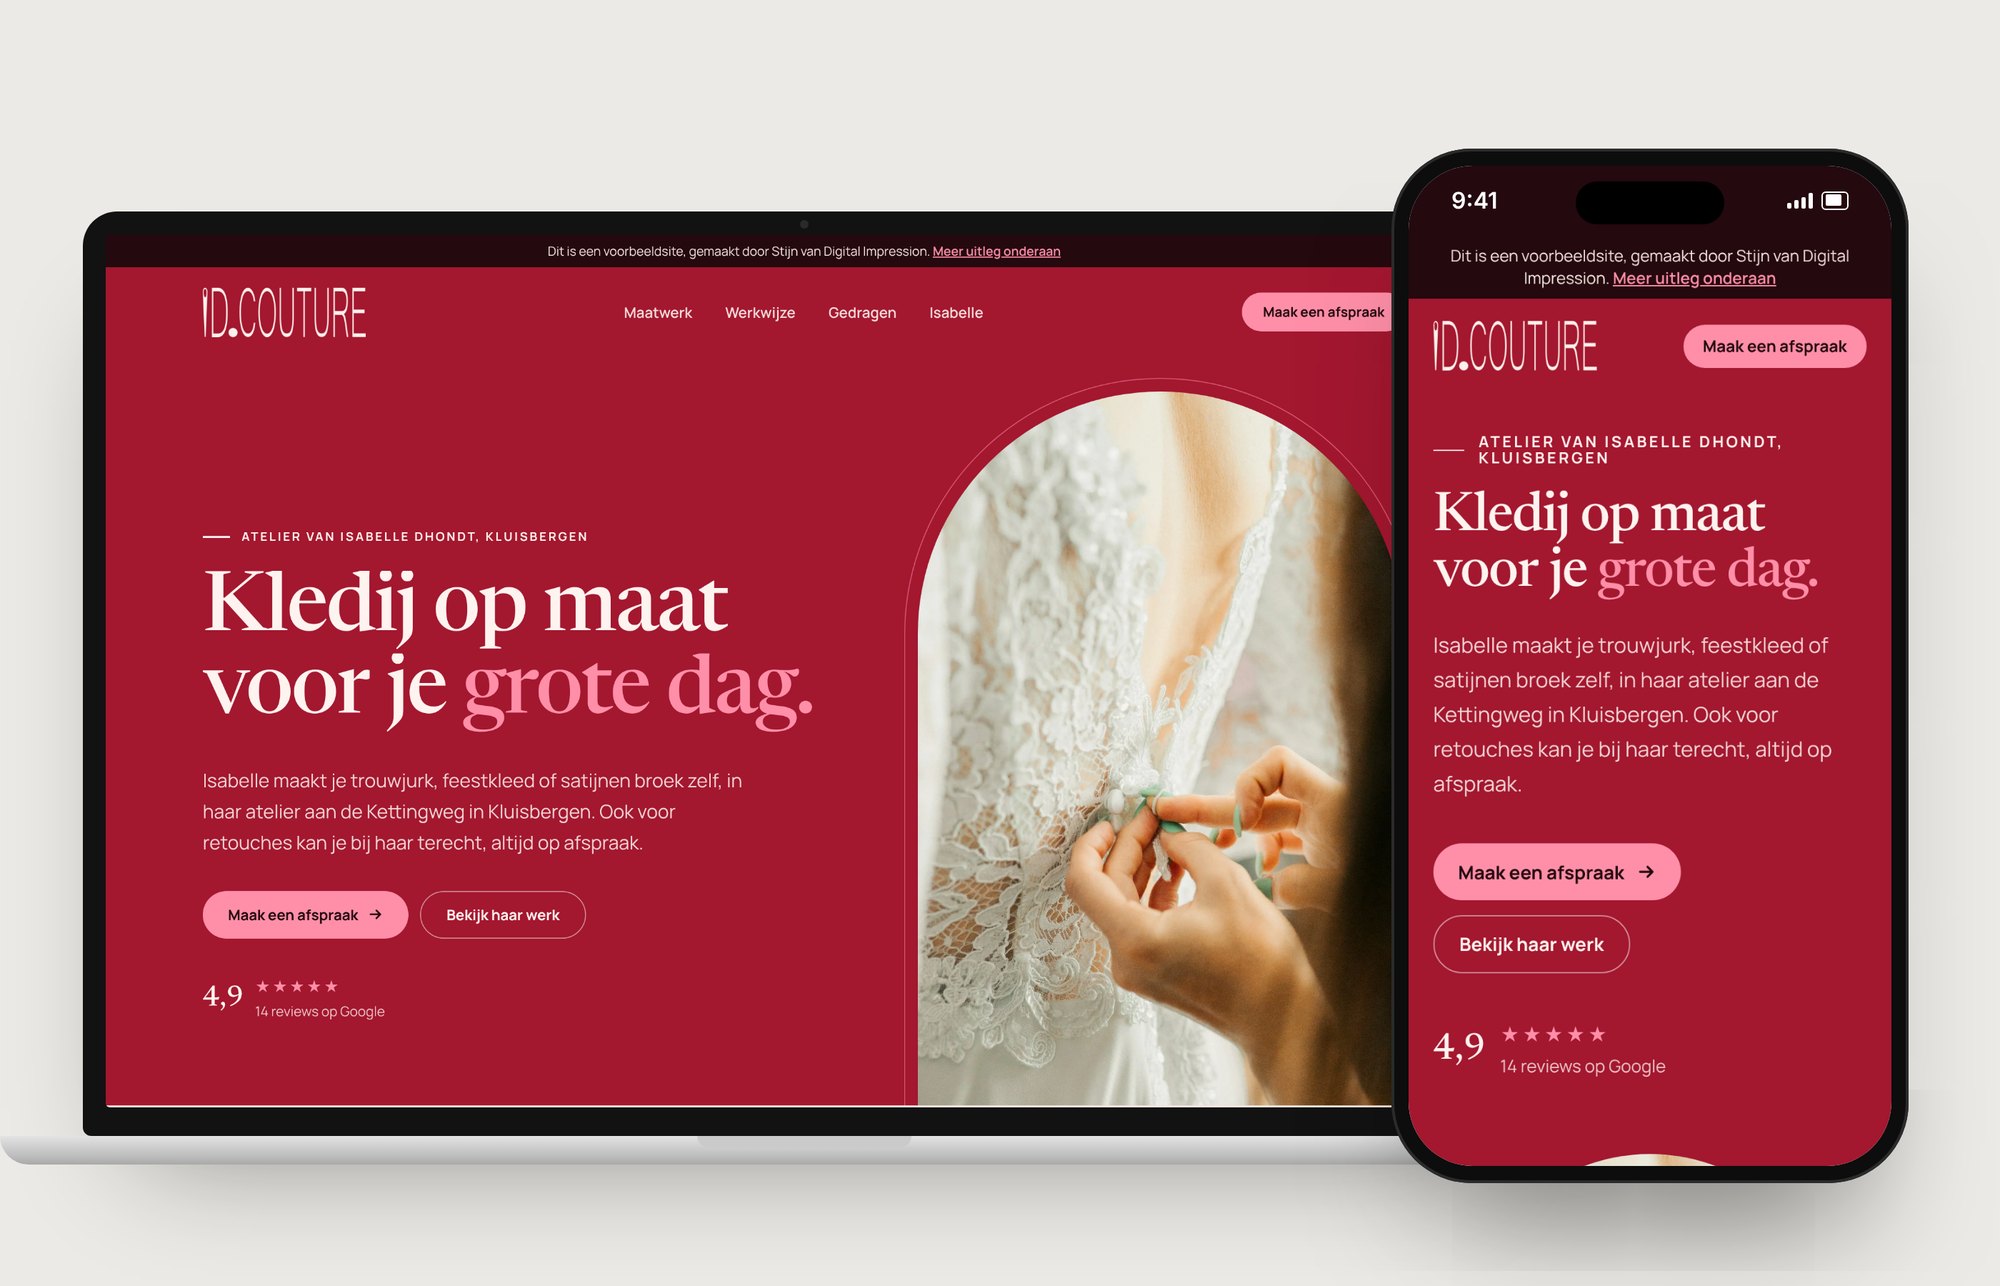 Dit is een voorbeeldsite, gemaakt door Stijn van Digital Impression. Meer uitleg onderaan
iD.COUTURE
Maatwerk Werkwijze Gedragen Isabelle
Maak een afspraak
ATELIER VAN ISABELLE DHONDT, KLUISBERGEN
Kledij op maat
voor je grote dag.
Isabelle maakt je trouwjurk, feestkleed of satijnen broek zelf, in
haar atelier aan de Kettingweg in Kluisbergen. Ook voor
retouches kan je bij haar terecht, altijd op afspraak.
Maak een afspraak →
Bekijk haar werk
4,9
★★★★★
14 reviews op Google
9:41
Dit is een voorbeeldsite, gemaakt door Stijn van Digital
Impression. Meer uitleg onderaan
iD.COUTURE
Maak een afspraak
ATELIER VAN ISABELLE DHONDT,
KLUISBERGEN
Kledij op maat
voor je grote dag.
Isabelle maakt je trouwjurk, feestkleed of
satijnen broek zelf, in haar atelier aan de
Kettingweg in Kluisbergen. Ook voor
retouches kan je bij haar terecht, altijd op
afspraak.
Maak een afspraak →
Bekijk haar werk
4,9
★★★★★
14 reviews op Google